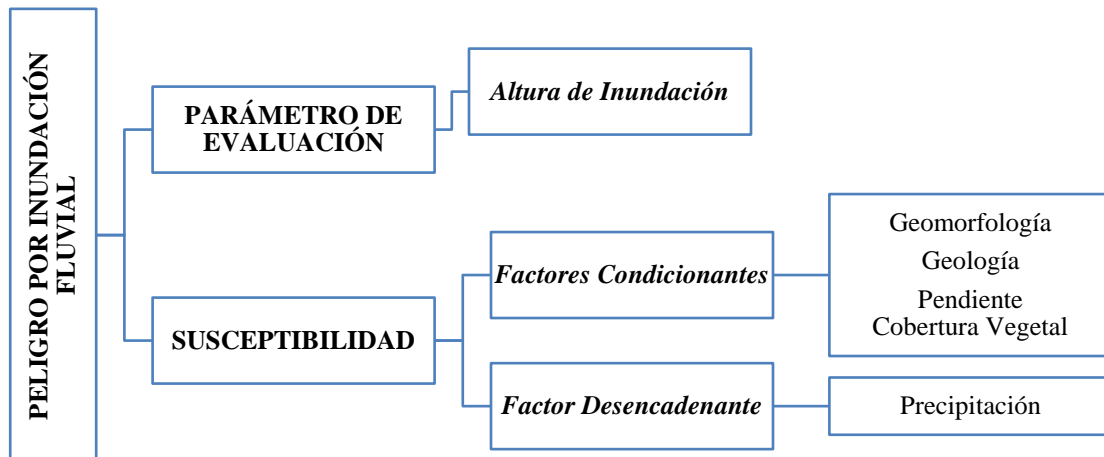 PELIGRO POR INUNDACIÓN
FLUVIAL
PARÁMETRO DE
EVALUACIÓN
Altura de Inundación
SUSCEPTIBILIDAD
Factores Condicionantes
Geomorfología
Geología
Pendiente
Cobertura Vegetal
Factor Desencadenante
Precipitación